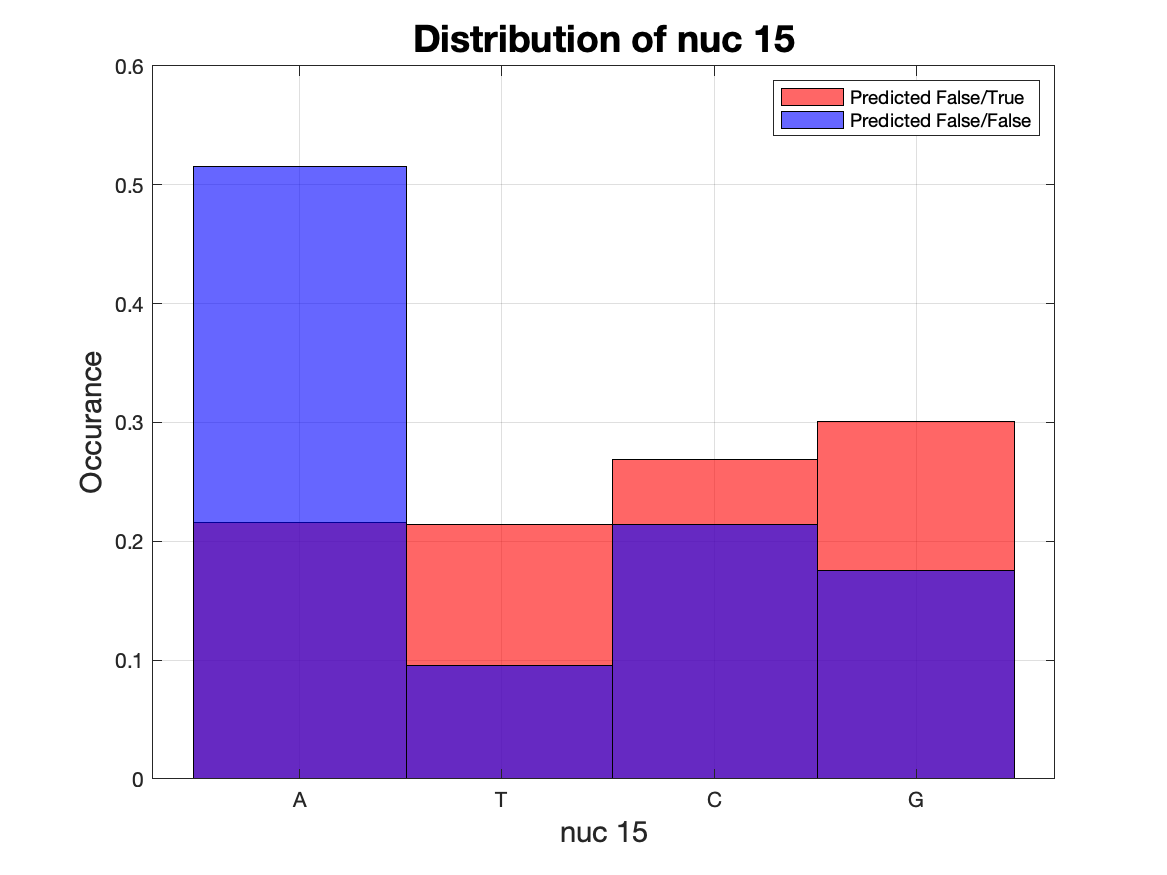 Distribution of nuc 15
0.6
0.5
0.4
0.3
0.2
0.1
0
Occurance
Predicted False/True
Predicted False/False
A T C G
nuc 15